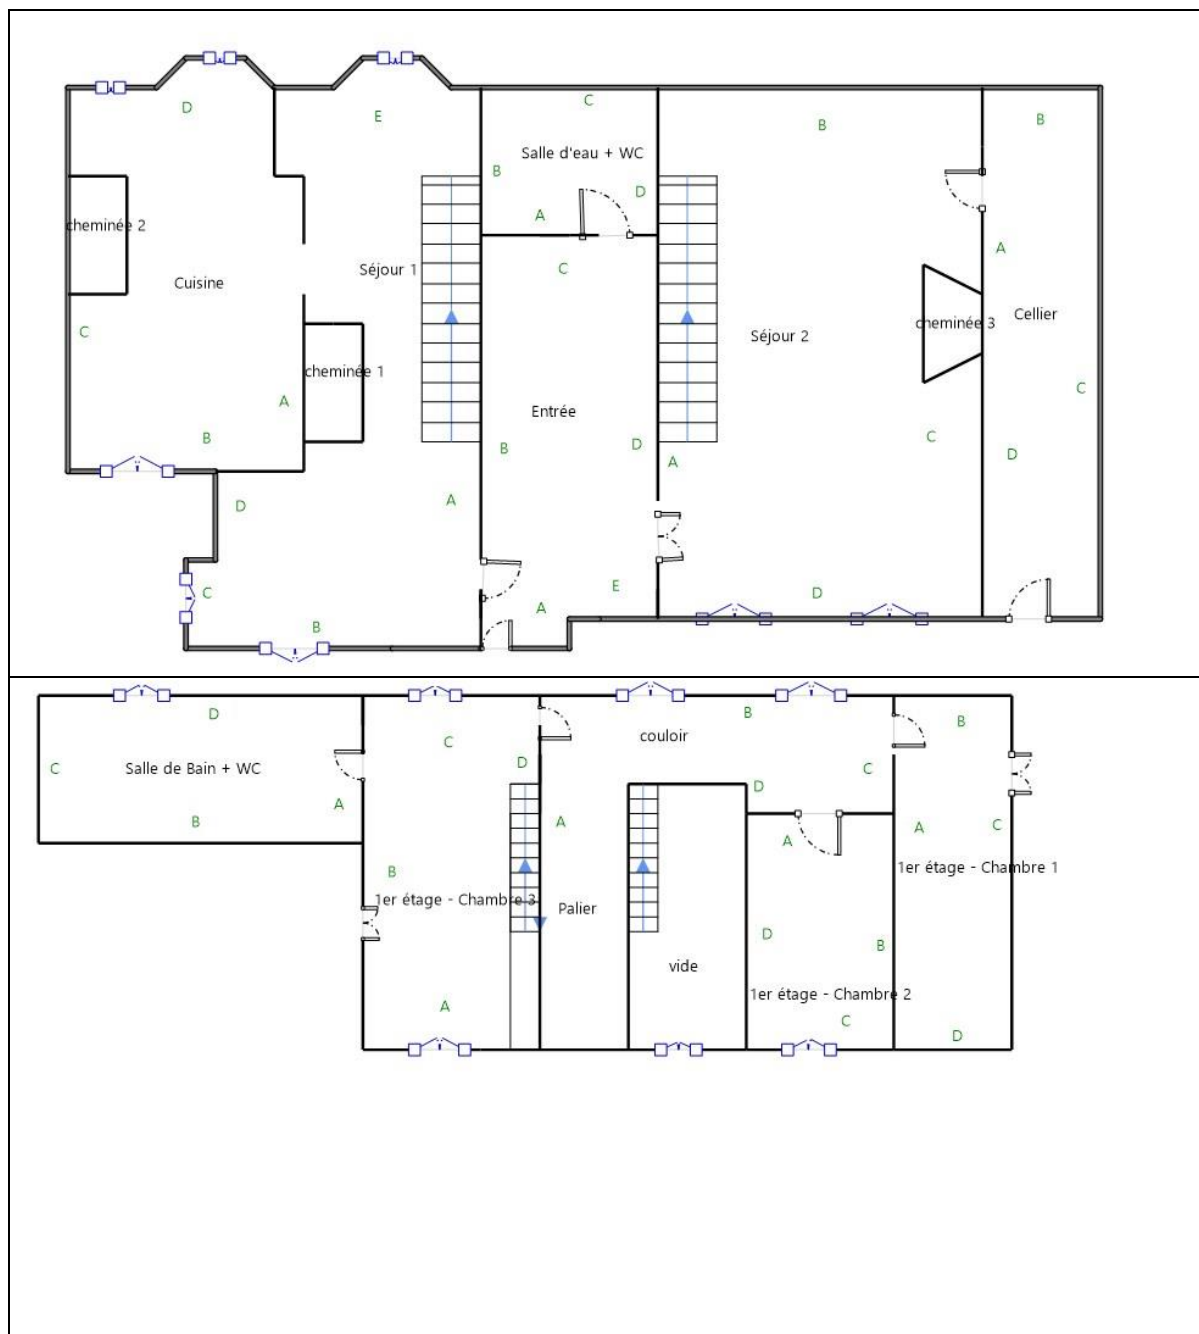 D
E
C
B
B
Salle d'eau + WC
B
D
A
cheminée 2
A
Cuisine
Séjour 1
C
Cellier
cheminée 3
C
Séjour 2
cheminée 1
C
A
Entrée
B
B
D
C
A
D
D
A
C
E
A
D
B
D
C
B
B
couloir
C
D
C
Salle de Bain + WC
C
D
A
B
A
A
A
C
B
1er étage - Chambre 3
1er étage - Chambre 1
Palier
D
B
vide
1er étage - Chambre 2
A
C
D